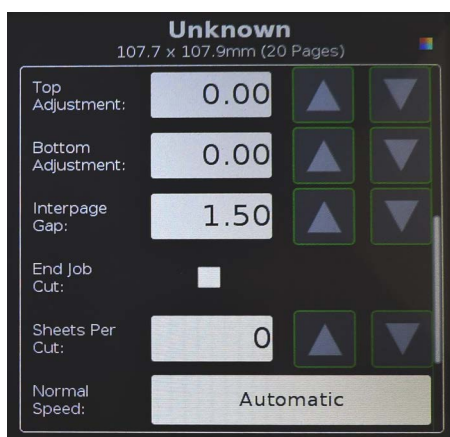 Unknown
107.7 x 107.9mm (20 Pages)
Top
Adjustment:
0.00
Bottom
Adjustment:
0.00
Interpage
Gap:
1.50
End Job
Cut:
Sheets Per
Cut:
0
Normal
Speed:
Automatic